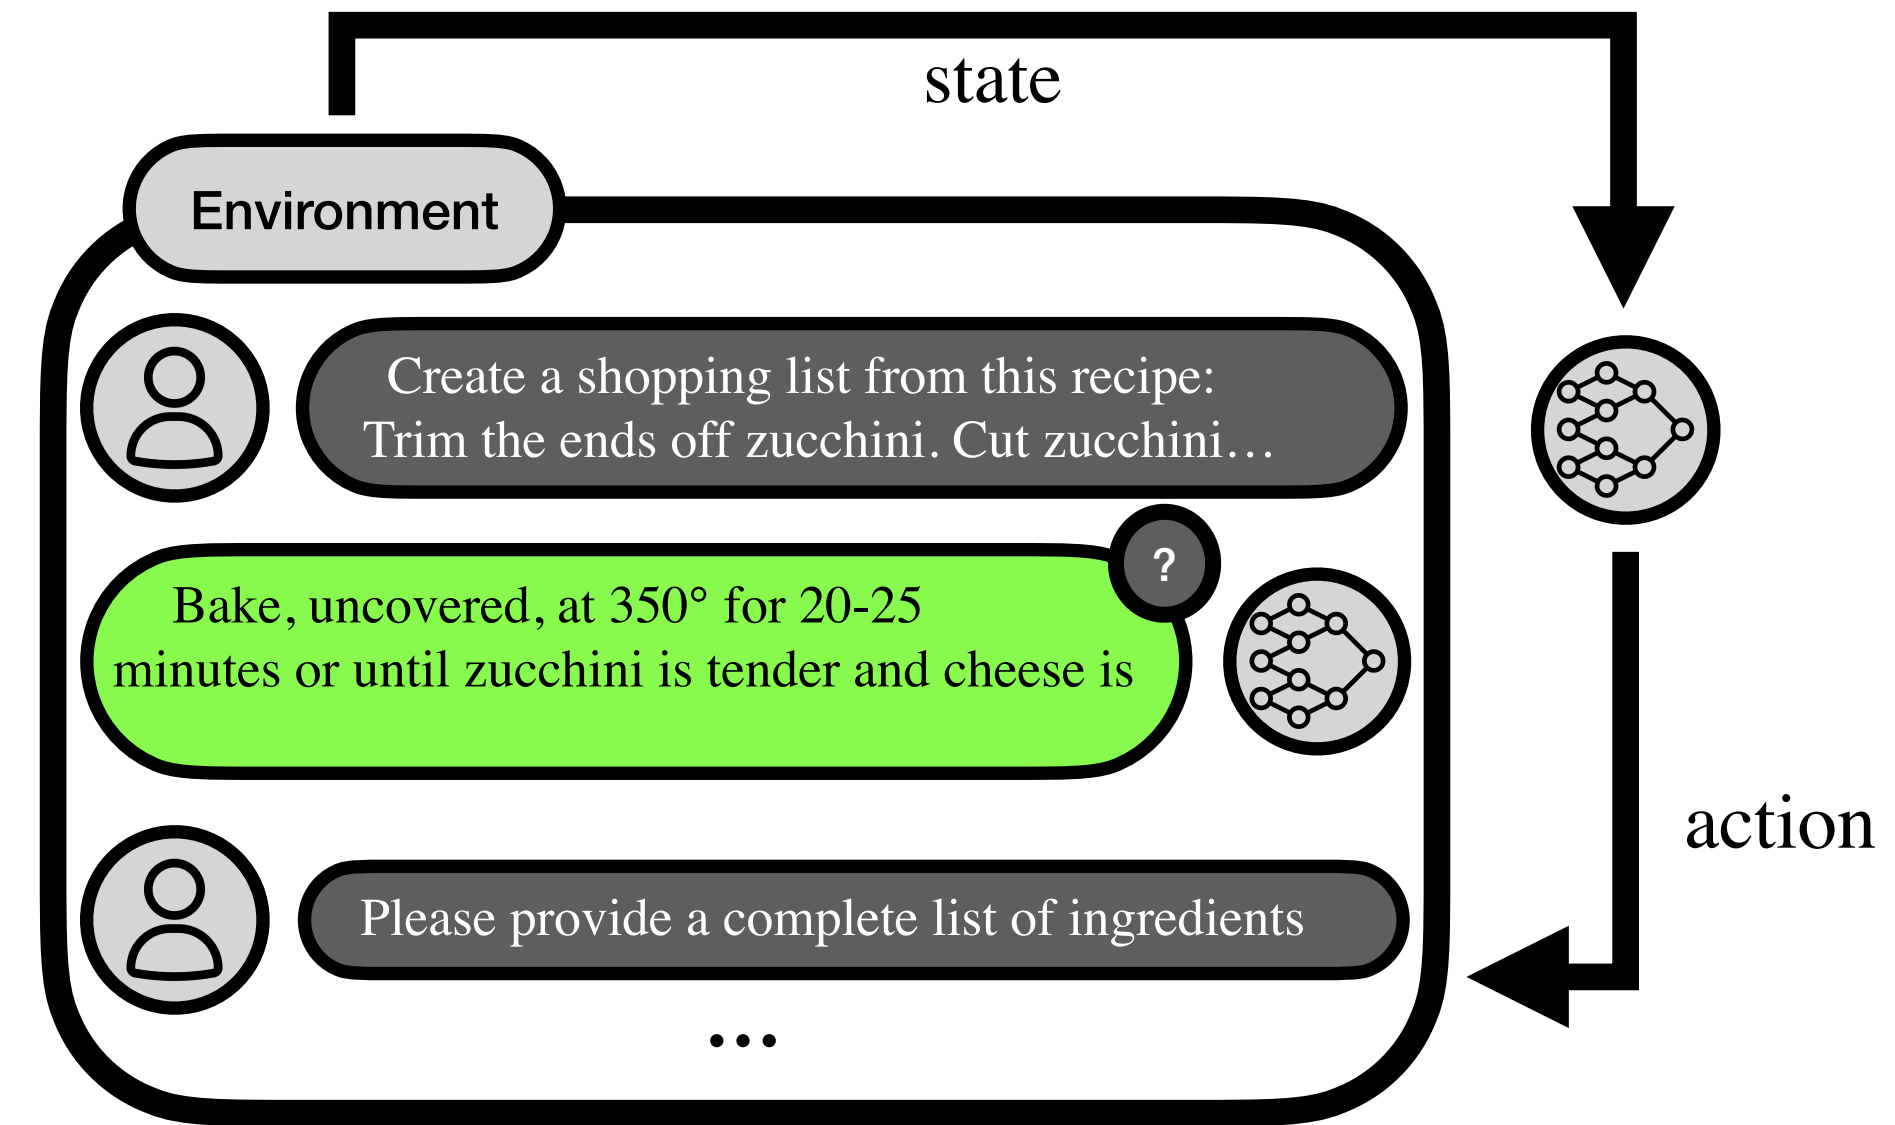 state
Environment
Create a shopping list from this recipe:
Trim the ends off zucchini. Cut zucchini…
?
Bake, uncovered, at 350° for 20-25
minutes or until zucchini is tender and cheese is
action
Please provide a complete list of ingredients
...